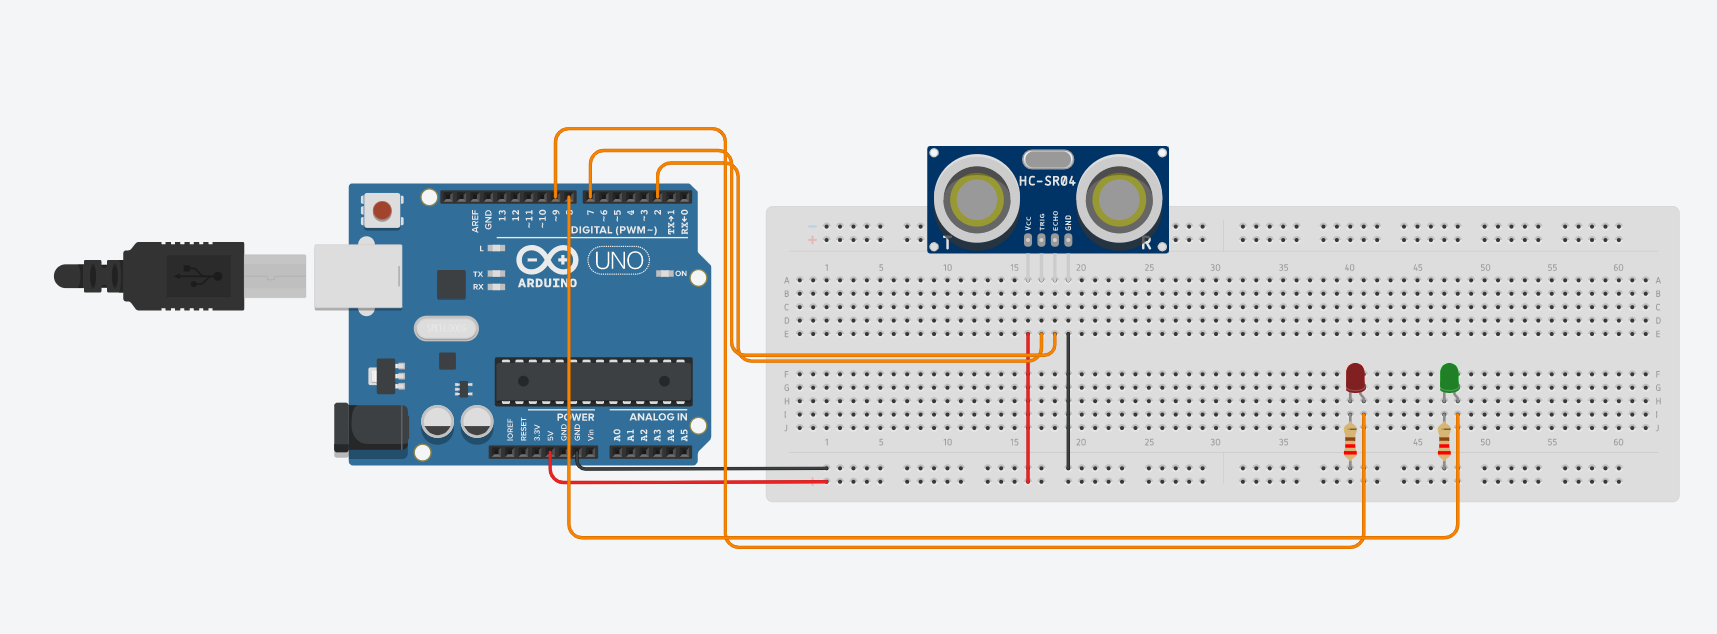 HC-SR04
VCC TRIG ECHO GND
T R
AREF GND 13 12 ~11 ~10 ~9 8 7 ~6 ~5 4 ~3 2 TX→1 RX←0
DIGITAL (PWM~)
L
TX
RX
ARDUINO
UNO
ON
POWER
ANALOG IN
IOREF RESET 3.3V 5V GND GND Vin A0 A1 A2 A3 A4 A5
- 
+
1 5 10 15 20 25 30 35 40 45 50 55 60
A A
B B
C C
D D
E E
F F
G G
H H
I I
J J
1 5 10 15 20 25 30 35 40 45 50 55 60